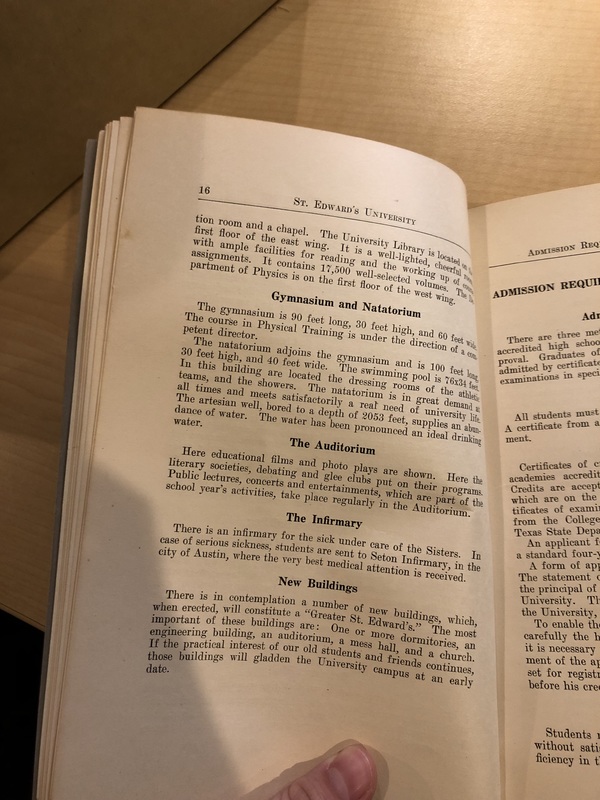 16
ST. EDWARD'S UNIVERSITY
tion room and a chapel. The University Library is located on
first floor of the east wing. It is a well-lighted, cheerful
with ample facilities for reading and the working up of
assignments. It contains 17,500 well-selected volumes. The
partment of Physics is on the first floor of the west wing.
Gymnasium and Natatorium
The gymnasium is 90 feet long, 30 feet high, and 60 feet wide.
The course in Physical Training is under the direction of a com-
petent director.
The natatorium adjoins the gymnasium and is 100 feet long,
30 feet high, and 40 feet wide. The swimming pool is 76x34 feet.
In this building are located the dressing rooms of the athletic
teams, and the showers. The natatorium is in great demand at
all times and meets satisfactorily a real need of university life.
The artesian well, bored to a depth of 2053 feet, supplies an abun-
dance of water. The water has been pronounced an ideal drinking
water.
The Auditorium
Here educational films and photo plays are shown. Here the
literary societies, debating and glee clubs put on their programs.
Public lectures, concerts and entertainments, which are part of the
school year's activities, take place regularly in the Auditorium.
The Infirmary
There is an infirmary for the sick under care of the Sisters. In
case of serious sickness, students are sent to Seton Infirmary, in the
city of Austin, where the very best medical attention is received.
New Buildings
There is in contemplation a number of new buildings, which,
when erected, will constitute a "Greater St. Edward's." The most
important of these buildings are: One or more dormitories, an
engineering building, an auditorium, a mess hall, and a church.
If the practical interest of our old students and friends continues,
those buildings will gladden the University campus at an early
date.
ADMISSION
ADMISSION
There are three
accredited high
proval. Graduates of
admitted by
examinations in
All students must
A certificate from a
ment.
Certificates of
academies
Credits are
which are on the
tificates of
from the College
Texas State
An applicant
a standard
A form of
The statement
the principal of
University.
the University,
To enable the
carefully the
it is necessary
ment of the
set for
before his
Students
without
ficiency in